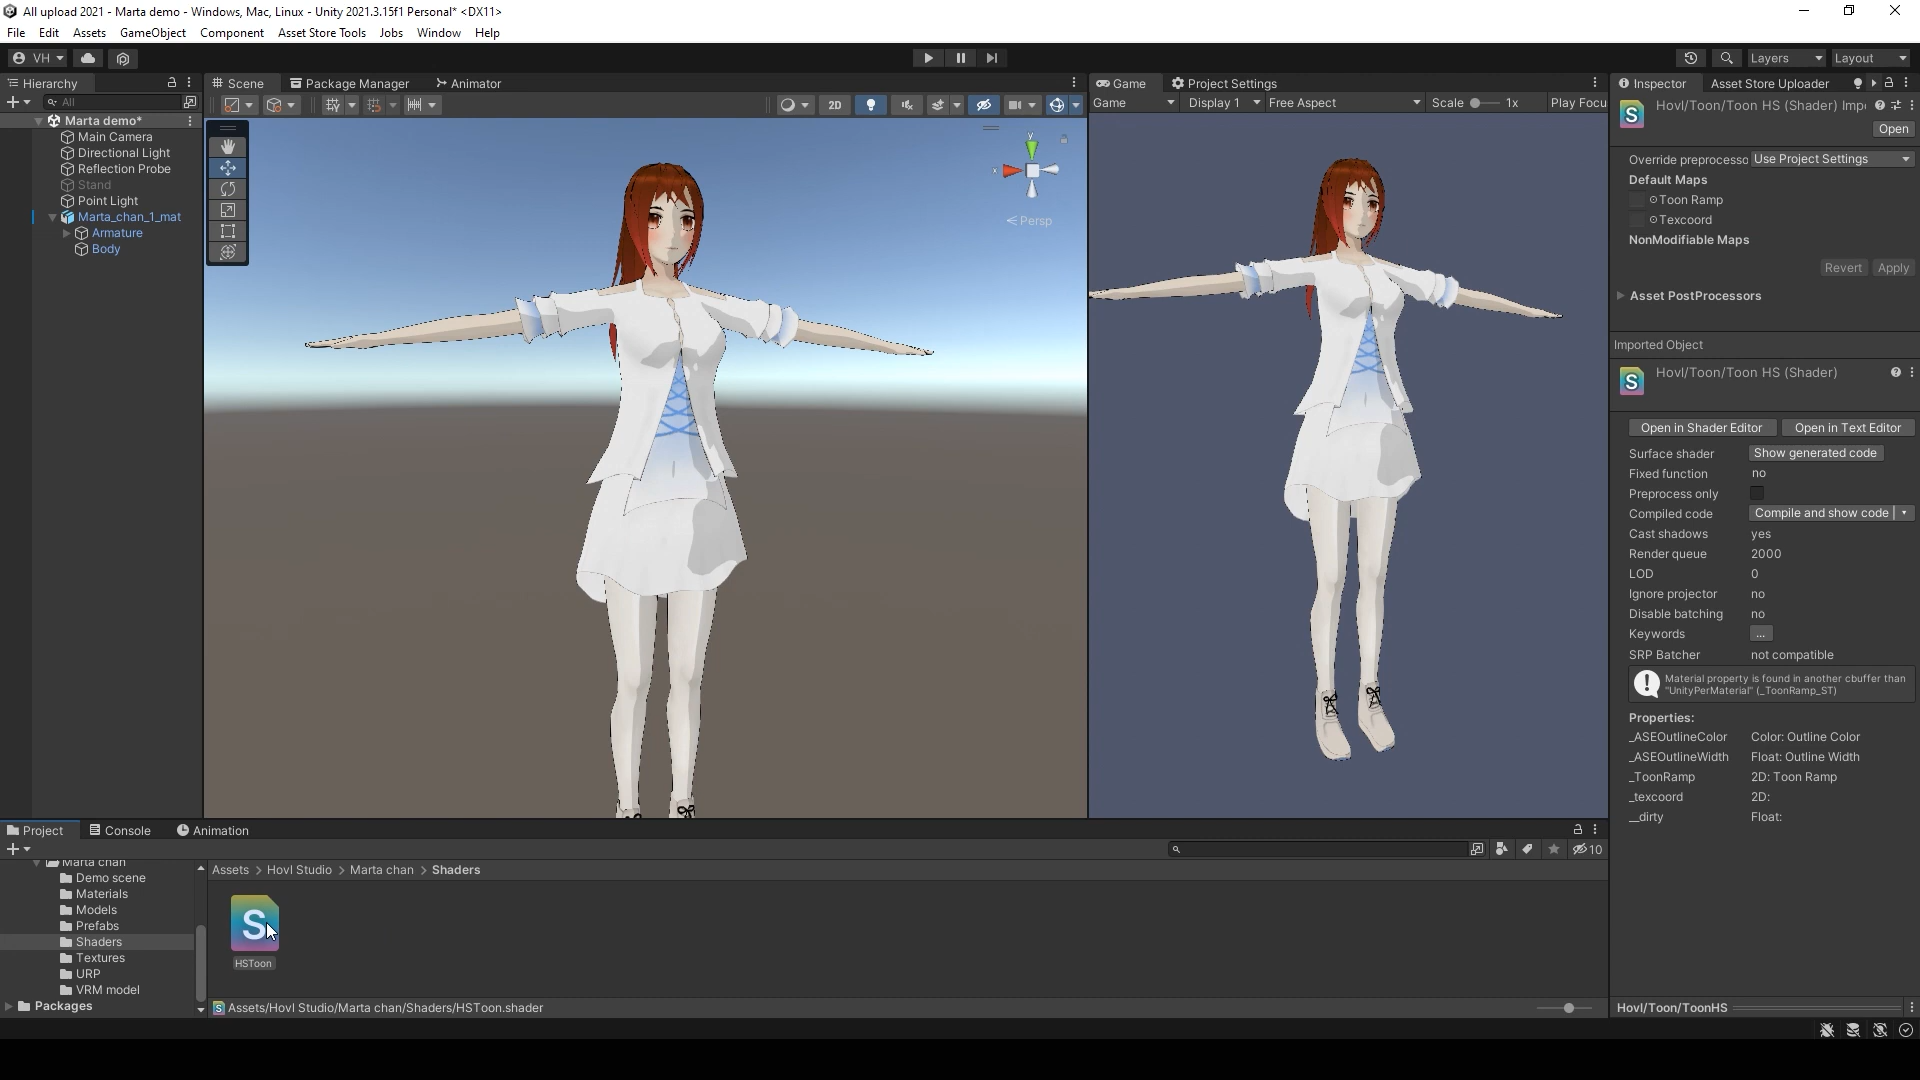 All upload 2021 - Marta demo - Windows, Mac, Linux - Unity 2021.3.15f1 Personal* <DX11>
File Edit Assets GameObject Component Asset Store Tools Jobs Window Help
VH
Layers
Layout
Hierarchy
All
Marta demo*
Main Camera
Directional Light
Reflection Probe
Stand
Point Light
Marta_chan_1_mat
Armature
Body
Scene
Package Manager
Animator
2D
y
x
Persp
Game
Project Settings
Game
Display 1
Free Aspect
Scale
1x
Play Focu
Inspector
Asset Store Uploader
S
Hovl/Toon/Toon HS (Shader) Imp
Open
Override preprocesso
Use Project Settings
Default Maps
Toon Ramp
Texcoord
NonModifiable Maps
Revert
Apply
Asset PostProcessors
Imported Object
S
Hovl/Toon/Toon HS (Shader)
Open in Shader Editor
Open in Text Editor
Surface shader
Show generated code
Fixed function
no
Preprocess only
Compiled code
Compile and show code
Cast shadows
yes
Render queue
2000
LOD
0
Ignore projector
no
Disable batching
no
Keywords
...
SRP Batcher
not compatible
Material property is found in another cbuffer than
"UnityPerMaterial" (_ToonRamp_ST)
Properties:
_ASEOutlineColor
Color: Outline Color
_ASEOutlineWidth
Float: Outline Width
_ToonRamp
2D: Toon Ramp
_texcoord
2D:
__dirty
Float:
Hovl/Toon/ToonHS
Project
Console
Animation
10
Marta chan
Demo scene
Materials
Models
Prefabs
Shaders
Textures
URP
VRM model
Packages
Assets > Hovl Studio > Marta chan > Shaders
S
HSToon
Assets/Hovl Studio/Marta chan/Shaders/HSToon.shader